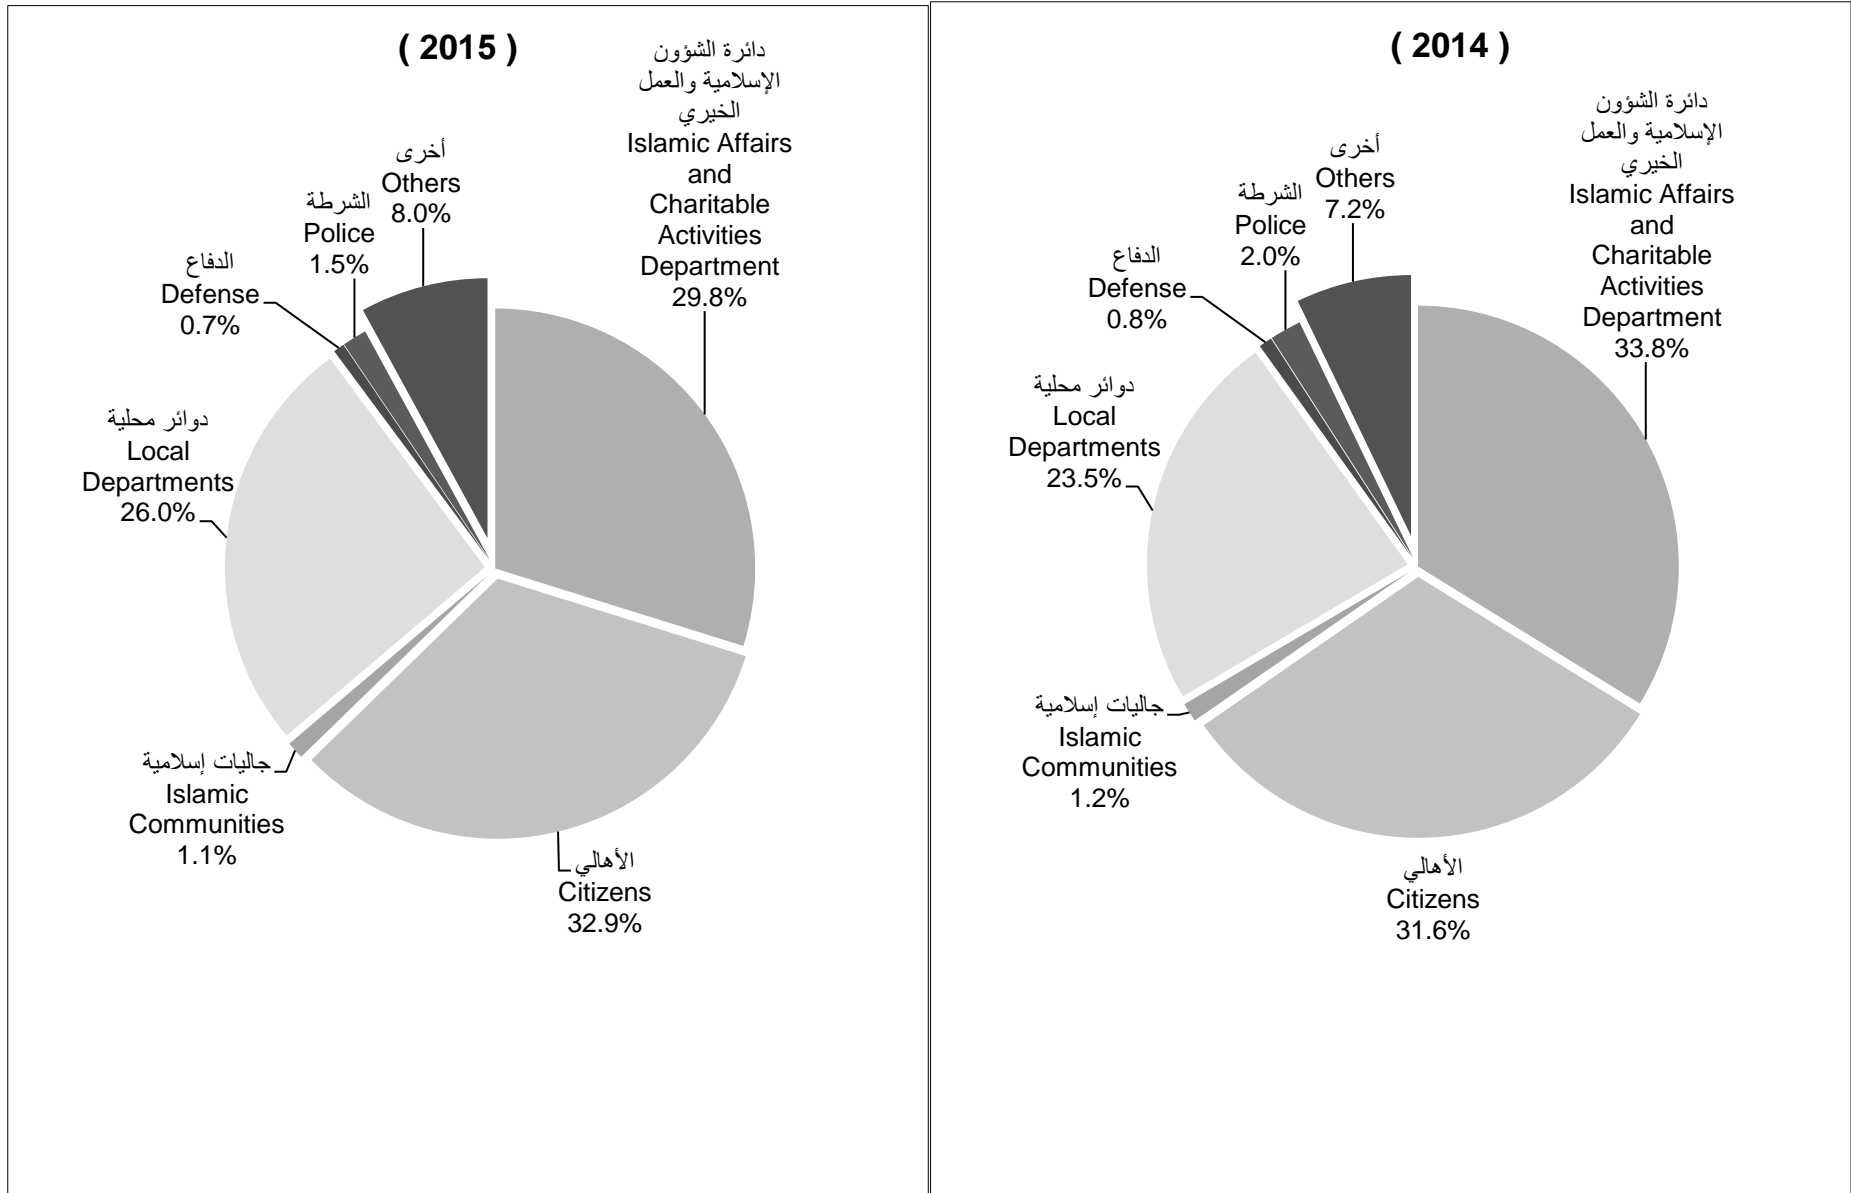 ( 2015 )
دائرة الشؤون
الإسلامية والعمل
الخيري
Islamic Affairs
and
Charitable
Activities
Department
29.8%
أخرى
Others
8.0%
الشرطة
Police
1.5%
الدفاع
Defense
0.7%
دوائر محلية
Local
Departments
26.0%
جاليات إسلامية
Islamic
Communities
1.1%
الأهالي
Citizens
32.9%
( 2014 )
دائرة الشؤون
الإسلامية والعمل
الخيري
Islamic Affairs
and
Charitable
Activities
Department
33.8%
أخرى
Others
7.2%
الشرطة
Police
2.0%
الدفاع
Defense
0.8%
دوائر محلية
Local
Departments
23.5%
جاليات إسلامية
Islamic
Communities
1.2%
الأهالي
Citizens
31.6%